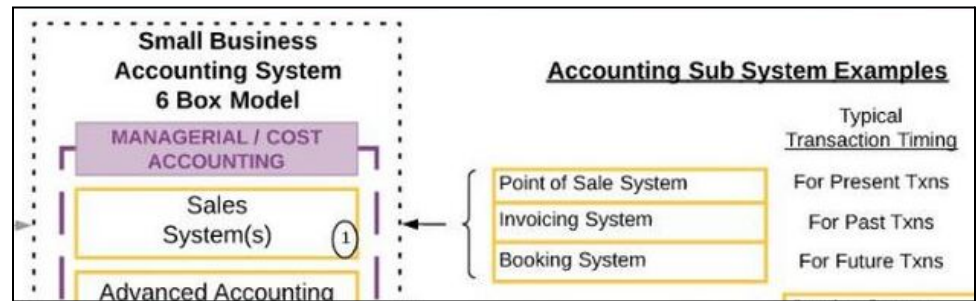 Small Business
Accounting System
6 Box Model
MANAGERIAL / COST
ACCOUNTING
Sales
System(s)
1
Advanced Accounting
Accounting Sub System Examples
Typical
Transaction Timing
Point of Sale System
For Present Txns
Invoicing System
For Past Txns
Booking System
For Future Txns